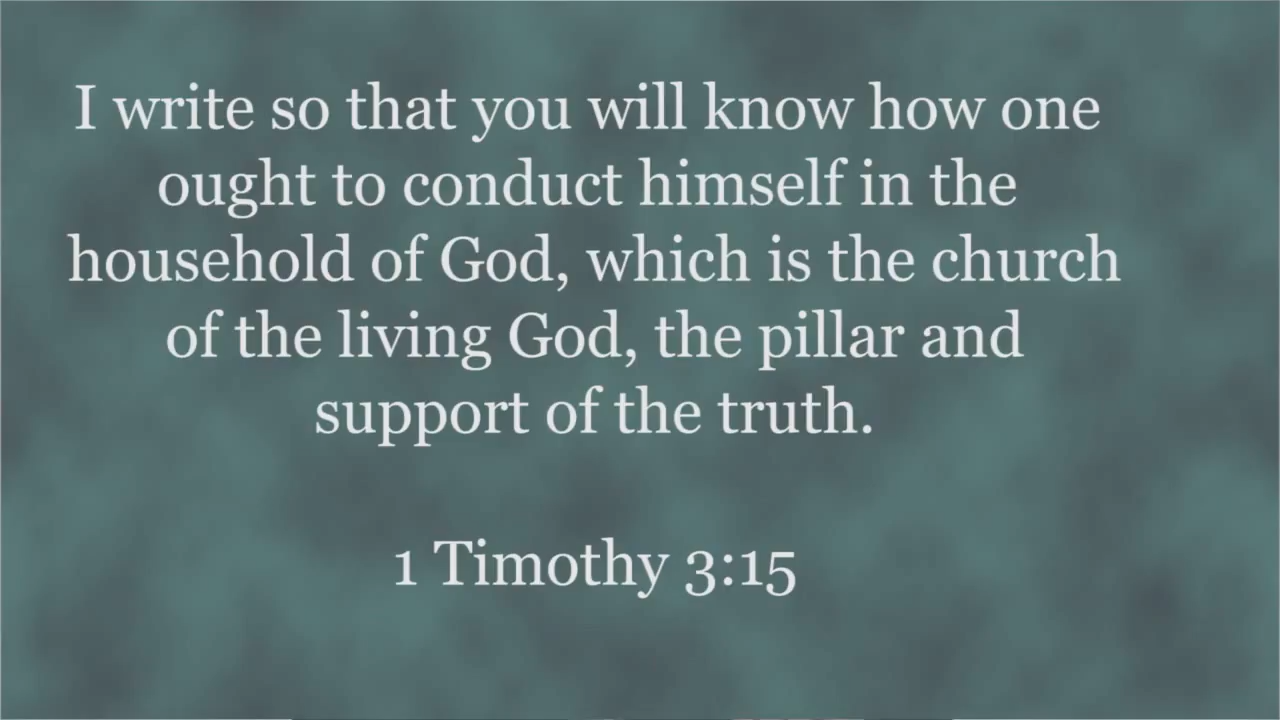 I write so that you will know how one
ought to conduct himself in the
household of God, which is the church
of the living God, the pillar and
support of the truth.
1 Timothy 3:15